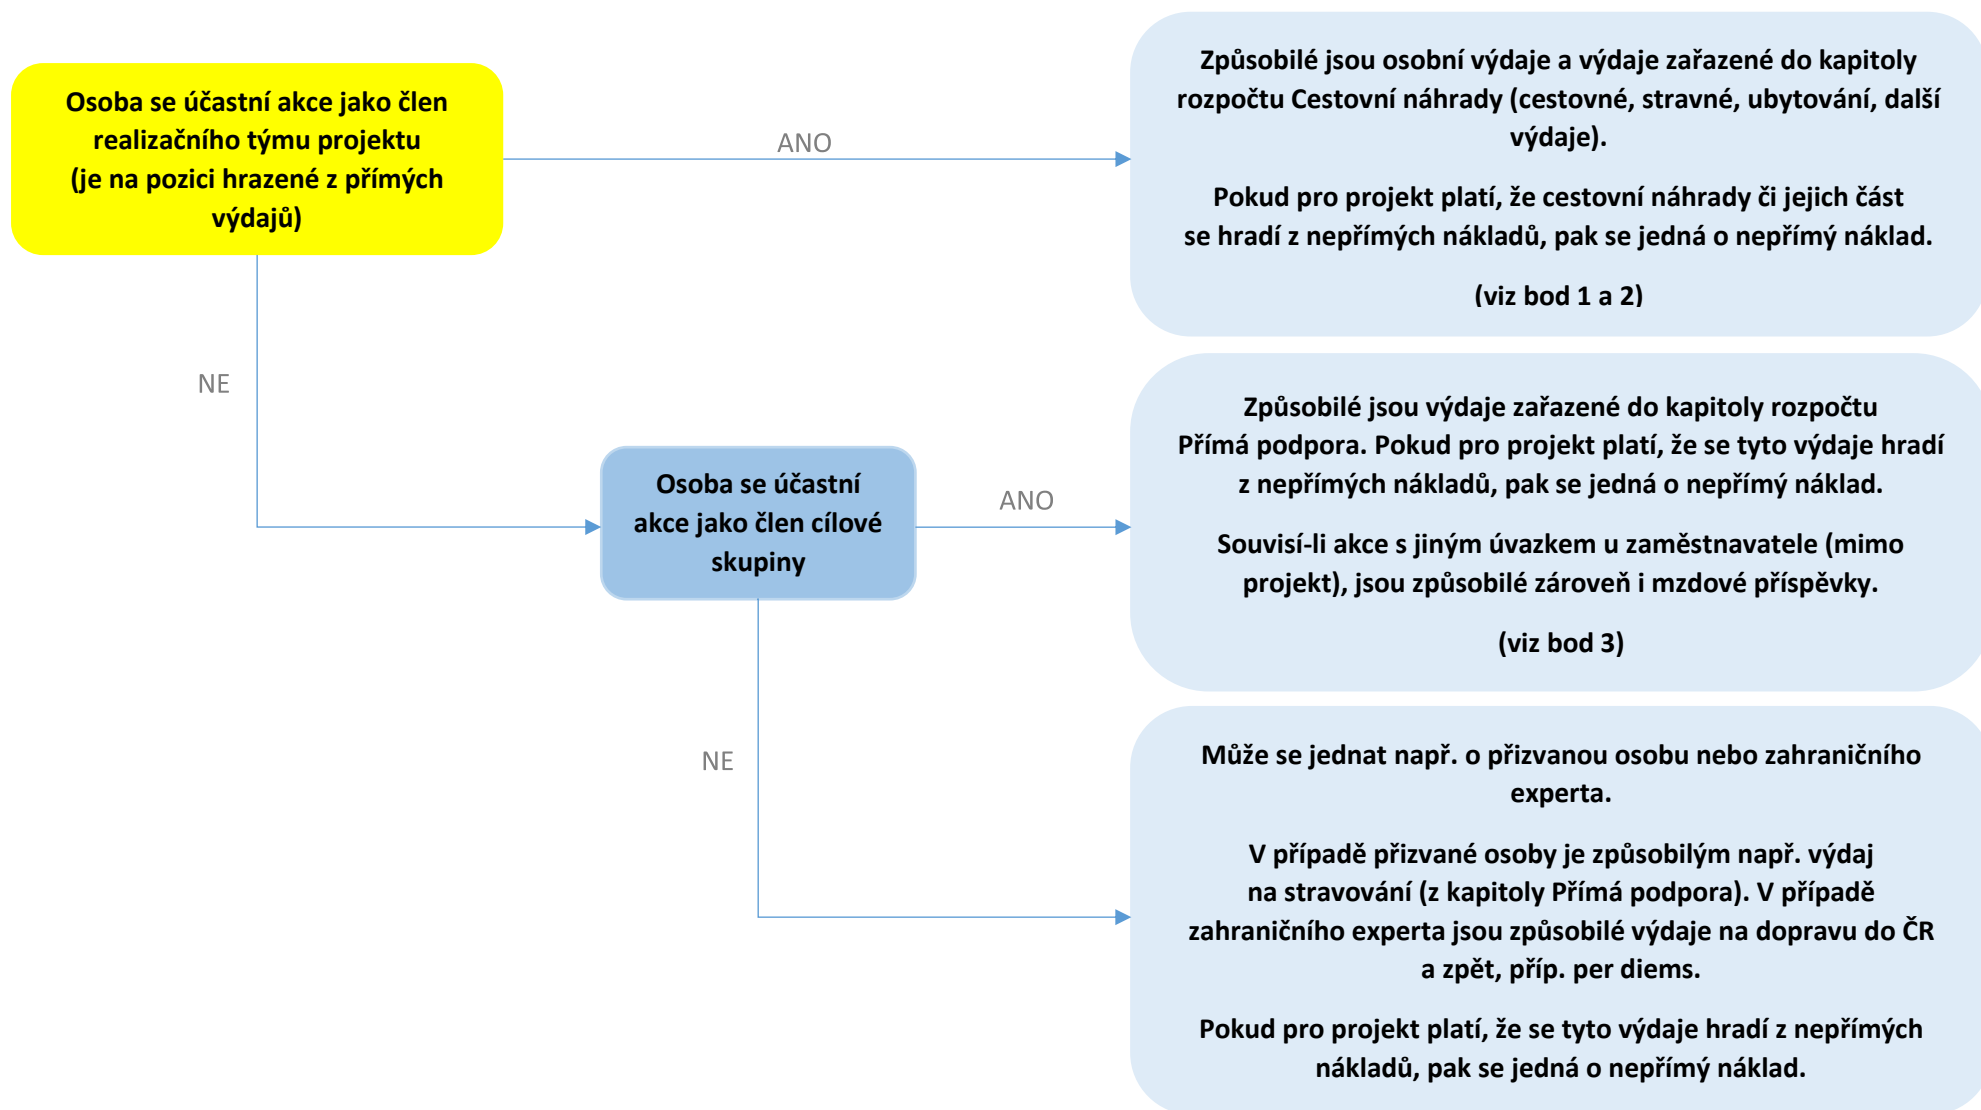 Osoba se účastní akce jako člen
realizačního týmu projektu
(je na pozici hrazené z přímých
výdajů)
ANO
Způsobilé jsou osobní výdaje a výdaje zařazené do kapitoly
rozpočtu Cestovní náhrady (cestovné, stravné, ubytování, další
výdaje).
Pokud pro projekt platí, že cestovní náhrady či jejich část
se hradí z nepřímých nákladů, pak se jedná o nepřímý náklad.
(viz bod 1 a 2)
NE
Osoba se účastní
akce jako člen cílové
skupiny
ANO
Způsobilé jsou výdaje zařazené do kapitoly rozpočtu
Přímá podpora. Pokud pro projekt platí, že se tyto výdaje hradí
z nepřímých nákladů, pak se jedná o nepřímý náklad.
Souvisí-li akce s jiným úvazkem u zaměstnavatele (mimo
projekt), jsou způsobilé zároveň i mzdové příspěvky.
(viz bod 3)
NE
Může se jednat např. o přizvanou osobu nebo zahraničního
experta.
V případě přizvané osoby je způsobilým např. výdaj
na stravování (z kapitoly Přímá podpora). V případě
zahraničního experta jsou způsobilé výdaje na dopravu do ČR
a zpět, příp. per diems.
Pokud pro projekt platí, že se tyto výdaje hradí z nepřímých
nákladů, pak se jedná o nepřímý náklad.